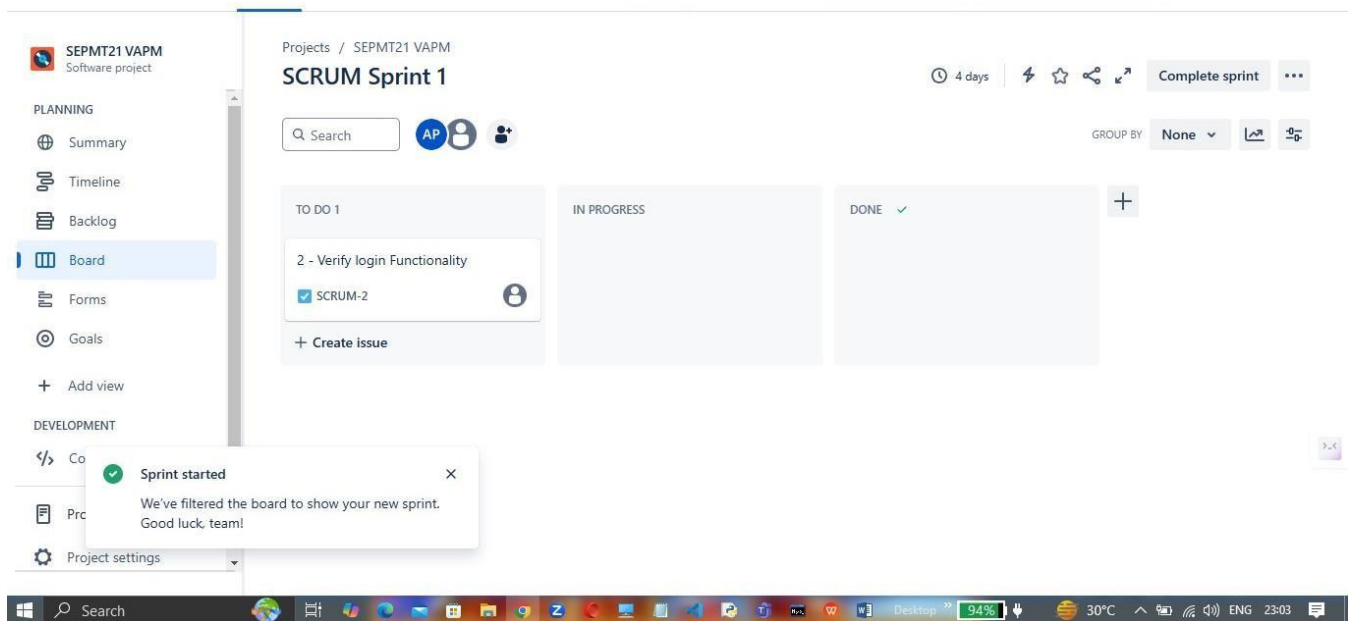 SEPMT21 VAPM
Software project
PLANNING
Summary
Timeline
Backlog
Board
Forms
Goals
Add view
DEVELOPMENT
Co
Pro
Project settings
Projects / SEPMT21 VAPM
SCRUM Sprint 1
4 days
Complete sprint
Search
AP
GROUP BY None
TO DO 1
IN PROGRESS
DONE
2 - Verify login Functionality
SCRUM-2
+ Create issue
Sprint started
We've filtered the board to show your new sprint.
Good luck, team!
Search
Desktop
94%
30°C
ENG
23:03